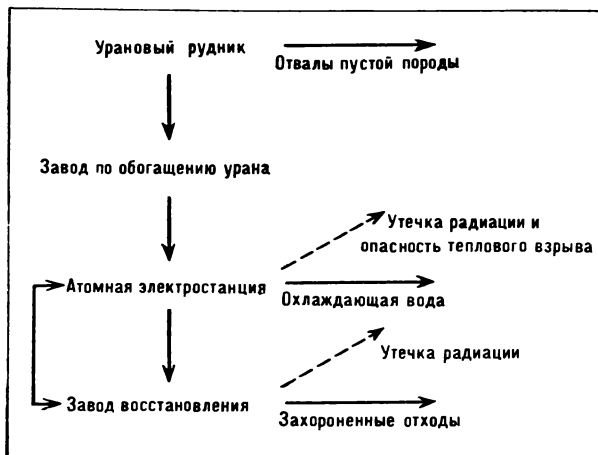 Урановый рудник
Отвалы пустой породы
Завод по обогащению урана
Утечка радиации и
опасность теплового взрыва
Атомная электростанция
Охлаждающая вода
Утечка радиации
Завод восстановления
Захороненные отходы